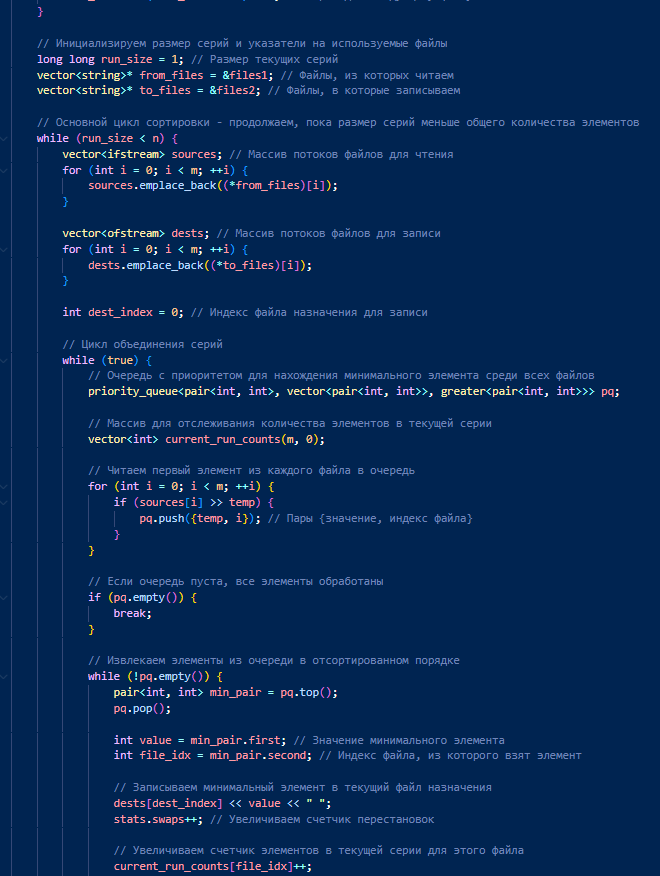 }
// Инициализируем размер серий и указатели на используемые файлы
long long run_size = 1; // Размер текущих серий
vector<string>* from_files = &files1; // Файлы, из которых читаем
vector<string>* to_files = &files2; // Файлы, в которые записываем
// Основной цикл сортировки - продолжаем, пока размер серий меньше общего количества элементов
while (run_size < n) {
vector<ifstream> sources; // Массив потоков файлов для чтения
for (int i = 0; i < m; ++i) {
sources.emplace_back((*from_files)[i]);
}
vector<ofstream> dests; // Массив потоков файлов для записи
for (int i = 0; i < m; ++i) {
dests.emplace_back((*to_files)[i]);
}
int dest_index = 0; // Индекс файла назначения для записи
// Цикл объединения серий
while (true) {
// Очередь с приоритетом для нахождения минимального элемента среди всех файлов
priority_queue<pair<int, int>, vector<pair<int, int>>, greater<pair<int, int>>> pq;
// Массив для отслеживания количества элементов в текущей серии
vector<int> current_run_counts(m, 0);
// Читаем первый элемент из каждого файла в очередь
for (int i = 0; i < m; ++i) {
if (sources[i] >> temp) {
pq.push({temp, i}); // Пары {значение, индекс файла}
}
}
// Если очередь пуста, все элементы обработаны
if (pq.empty()) {
break;
}
// Извлекаем элементы из очереди в отсортированном порядке
while (!pq.empty()) {
pair<int, int> min_pair = pq.top();
pq.pop();
int value = min_pair.first; // Значение минимального элемента
int file_idx = min_pair.second; // Индекс файла, из которого взят элемент
// Записываем минимальный элемент в текущий файл назначения
dests[dest_index] << value << " ";
stats.swaps++; // Увеличиваем счетчик перестановок
// Увеличиваем счетчик элементов в текущей серии для этого файла
current_run_counts[file_idx]++;